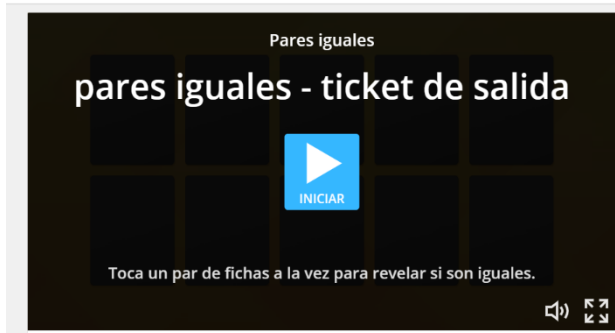 Pares iguales
pares iguales - ticket de salida
INICIAR
Toca un par de fichas a la vez para revelar si son iguales.